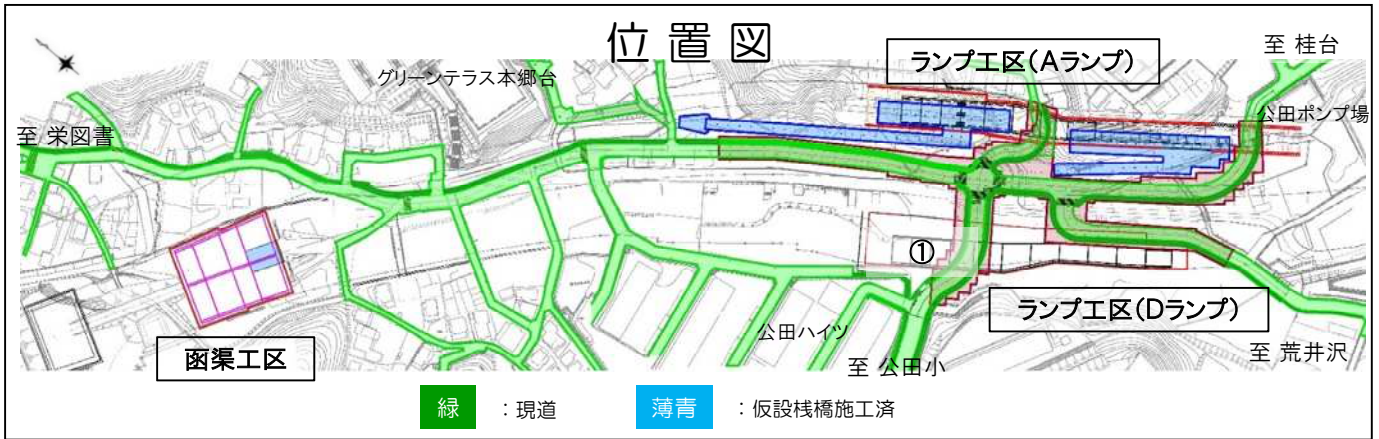 位置図
ランプ工区(Aランプ)
至 桂台
グリーンテラス本郷台
公田ポンプ場
至 栄図書
①
ランプ工区(Dランプ)
公田ハイツ
函渠工区
至 公田小
至 荒井沢
緑 :現道
薄青 :仮設桟橋施工済